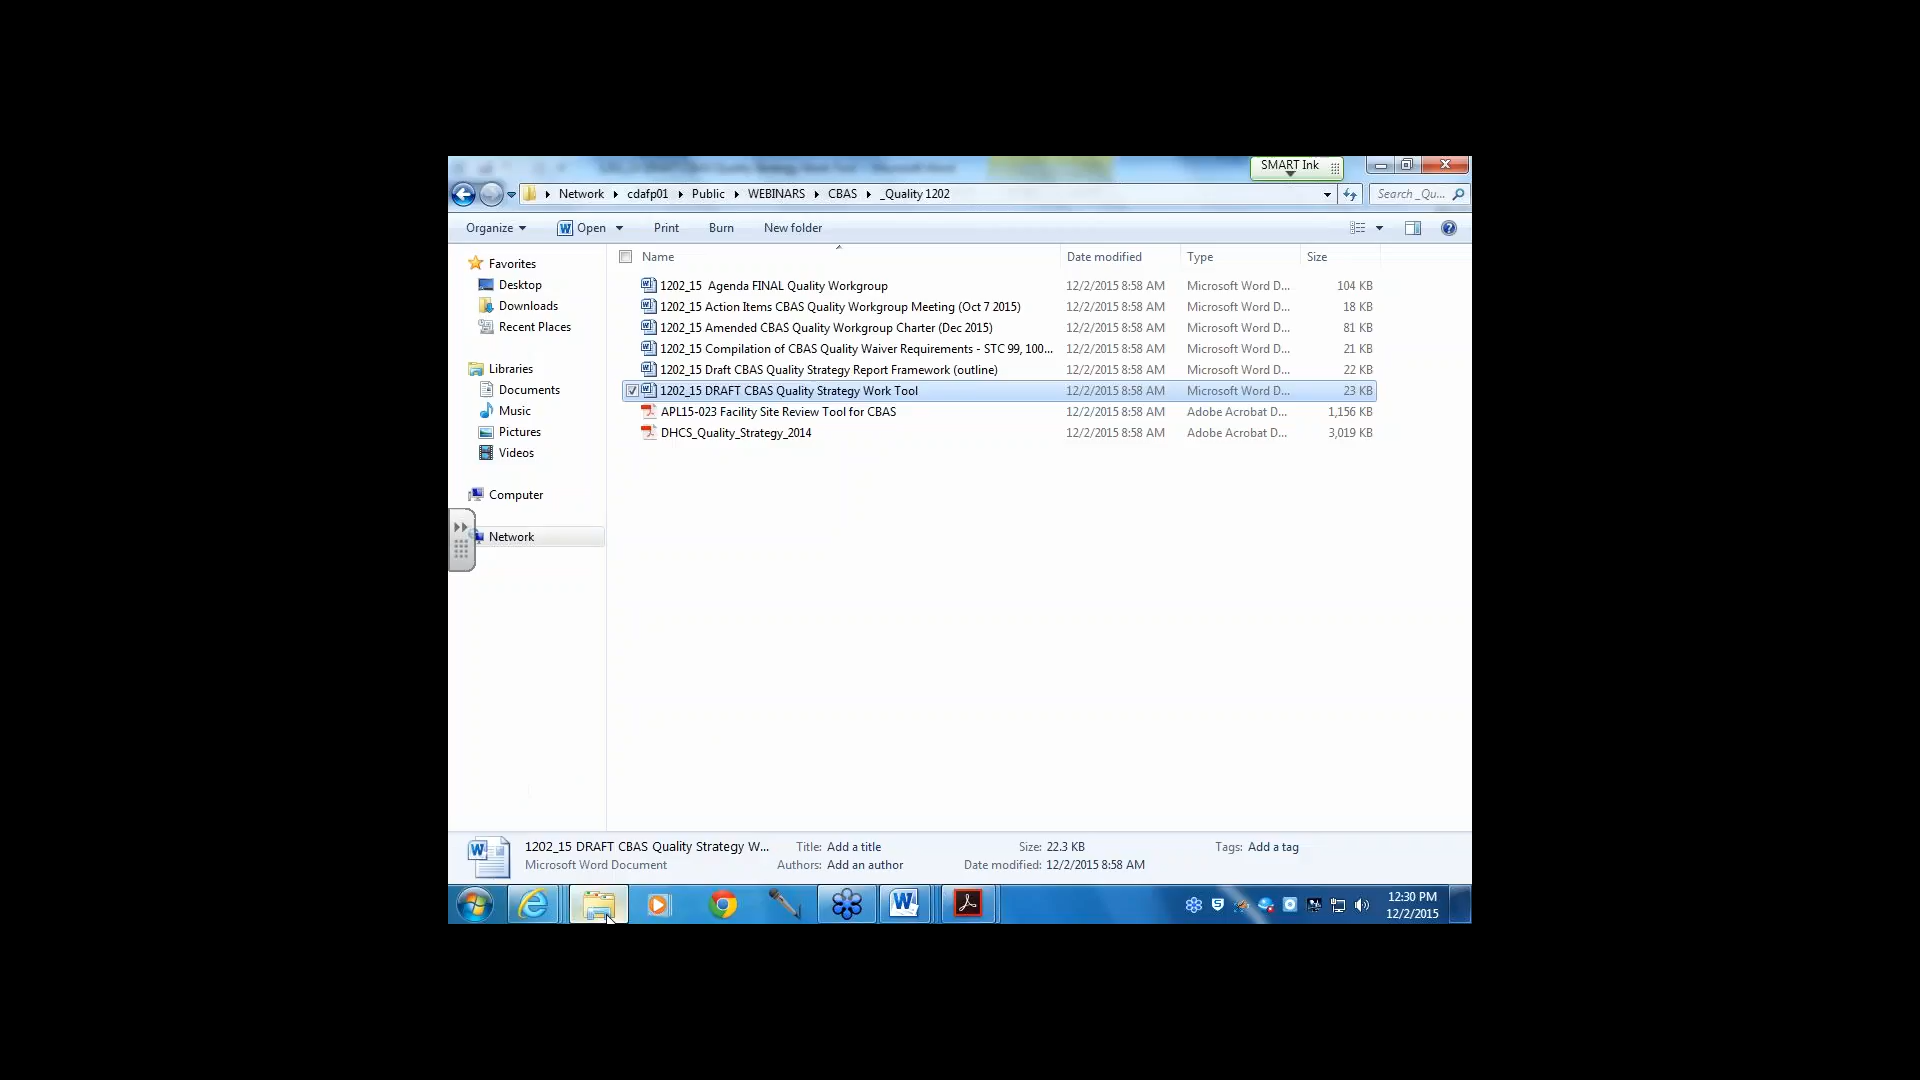 SMART Ink
Network cdafp01 Public WEBINARS CBAS _Quality 1202
Search _Qu...
Organize Open Print Burn New folder
Name Date modified Type Size
Favorites
Desktop
Downloads
Recent Places
Libraries
Documents
Music
Pictures
Videos
Computer
Network
1202_15  Agenda FINAL Quality Workgroup 12/2/2015 8:58 AM Microsoft Word D... 104 KB
1202_15 Action Items CBAS Quality Workgroup Meeting (Oct 7 2015) 12/2/2015 8:58 AM Microsoft Word D... 18 KB
1202_15 Amended CBAS Quality Workgroup Charter (Dec 2015) 12/2/2015 8:58 AM Microsoft Word D... 81 KB
1202_15 Compilation of CBAS Quality Waiver Requirements - STC 99, 100... 12/2/2015 8:58 AM Microsoft Word D... 21 KB
1202_15 Draft CBAS Quality Strategy Report Framework (outline) 12/2/2015 8:58 AM Microsoft Word D... 22 KB
1202_15 DRAFT CBAS Quality Strategy Work Tool 12/2/2015 8:58 AM Microsoft Word D... 23 KB
APL15-023 Facility Site Review Tool for CBAS 12/2/2015 8:58 AM Adobe Acrobat D... 1,156 KB
DHCS_Quality_Strategy_2014 12/2/2015 8:58 AM Adobe Acrobat D... 3,019 KB
1202_15 DRAFT CBAS Quality Strategy W... Title: Add a title Size: 22.3 KB Tags: Add a tag
Microsoft Word Document Authors: Add an author Date modified: 12/2/2015 8:58 AM
12:30 PM
12/2/2015